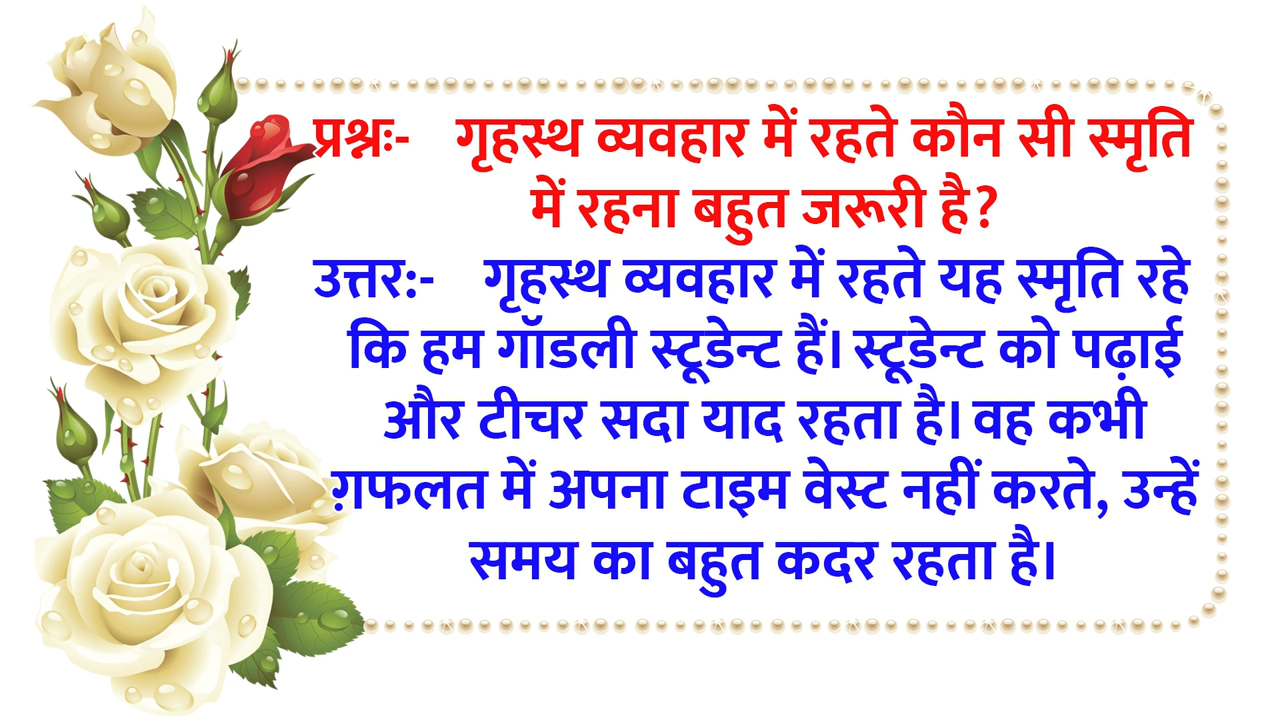 प्रश्नः-   गृहस्थ व्यवहार में रहते कौन सी स्मृति
में रहना बहुत जरूरी है?
उत्तर:-   गृहस्थ व्यवहार में रहते यह स्मृति रहे
कि हम गॉडली स्टूडेन्ट हैं। स्टूडेन्ट को पढ़ाई
और टीचर सदा याद रहता है। वह कभी
ग़फलत में अपना टाइम वेस्ट नहीं करते, उन्हें
समय का बहुत कदर रहता है।